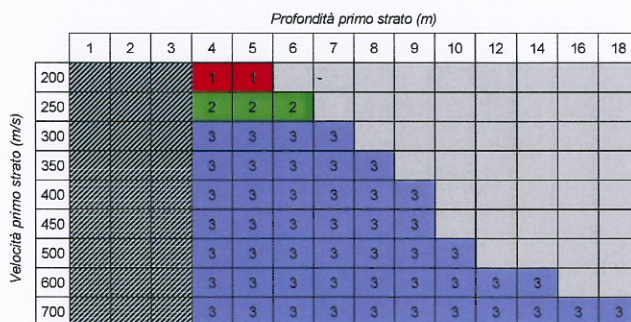 Profondità primo strato (m)
1 2 3 4 5 6 7 8 9 10 12 14 16 18
Velocità primo strato (m/s)
200 1 1 -
250 2 2 2
300 3 3 3 3
350 3 3 3 3 3
400 3 3 3 3 3 3
450 3 3 3 3 3 3
500 3 3 3 3 3 3 3
600 3 3 3 3 3 3 3 3 3
700 3 3 3 3 3 3 3 3 3 3 3